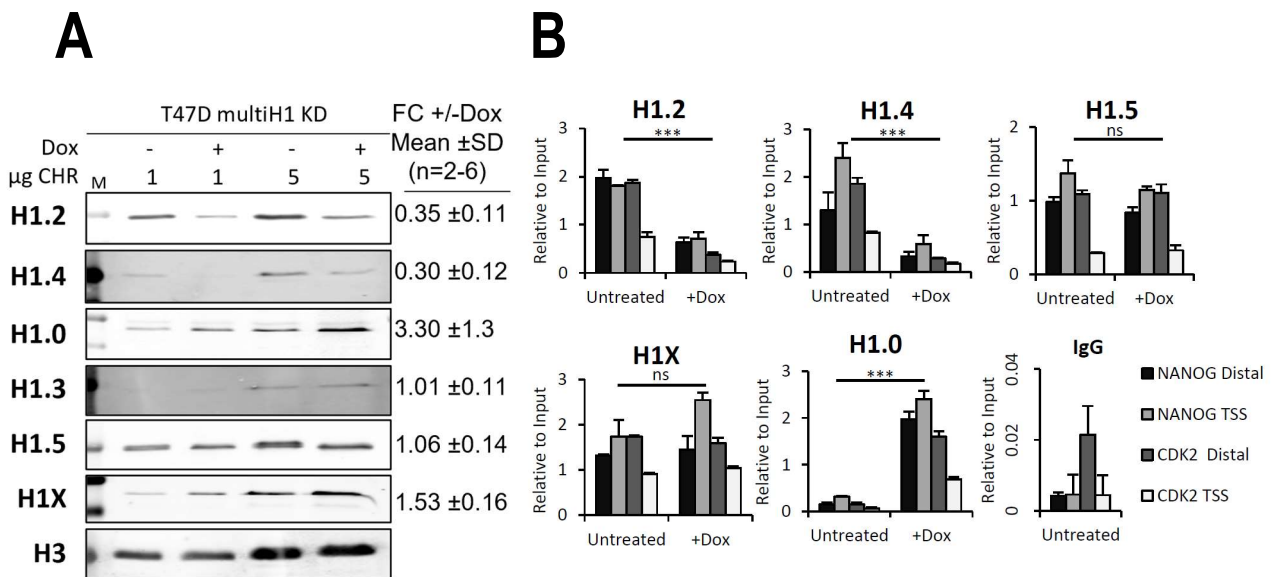 A
T47D multiH1 KD
FC +/-Dox
Mean ±SD
(n=2-6)
Dox - + - +
µg CHR M 1 1 5 5
H1.2 0.35 ±0.11
H1.4 0.30 ±0.12
H1.0 3.30 ±1.3
H1.3 1.01 ±0.11
H1.5 1.06 ±0.14
H1X 1.53 ±0.16
H3
B
H1.2
Relative to Input
3
2
1
0
***
Untreated +Dox
H1.4
Relative to Input
3
2
1
0
***
Untreated +Dox
H1.5
Relative to Input
2
1
0
ns
Untreated +Dox
H1X
Relative to Input
3
2
1
0
ns
Untreated +Dox
H1.0
Relative to Input
3
2
1
0
***
Untreated +Dox
IgG
Relative to Input
0.04
0.02
0
Untreated
NANOG Distal
NANOG TSS
CDK2 Distal
CDK2 TSS